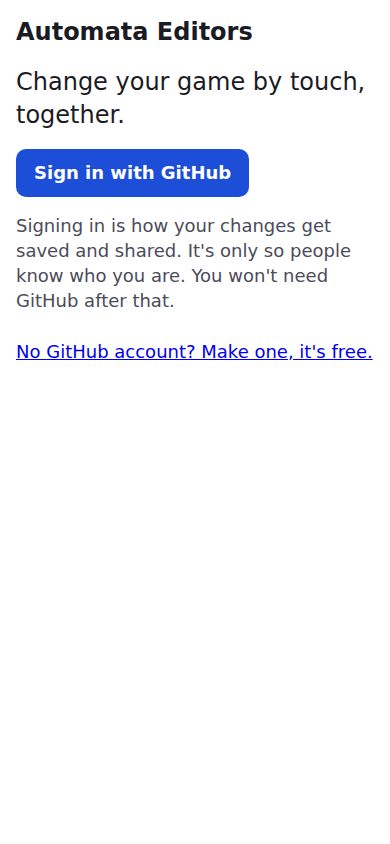 Automata Editors
Change your game by touch,
together.
Sign in with GitHub
Signing in is how your changes get
saved and shared. It's only so people
know who you are. You won't need
GitHub after that.
No GitHub account? Make one, it's free.